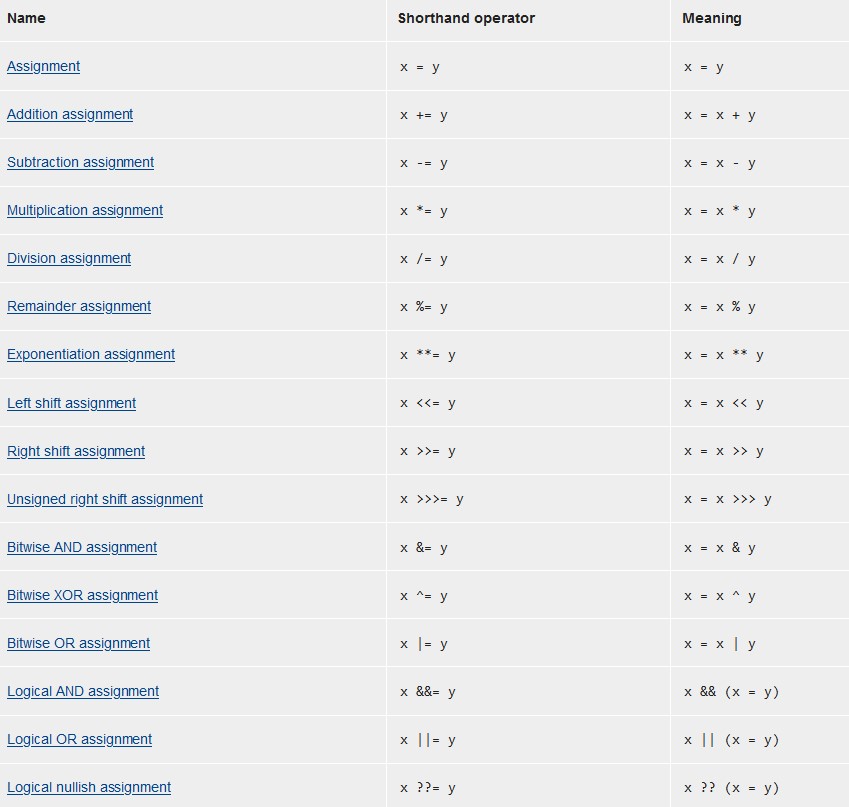 Name Shorthand operator Meaning
Assignment x = y x = y
Addition assignment x += y x = x + y
Subtraction assignment x -= y x = x - y
Multiplication assignment x *= y x = x * y
Division assignment x /= y x = x / y
Remainder assignment x %= y x = x % y
Exponentiation assignment x **= y x = x ** y
Left shift assignment x <<= y x = x << y
Right shift assignment x >>= y x = x >> y
Unsigned right shift assignment x >>>= y x = x >>> y
Bitwise AND assignment x &= y x = x & y
Bitwise XOR assignment x ^= y x = x ^ y
Bitwise OR assignment x |= y x = x | y
Logical AND assignment x &&= y x && (x = y)
Logical OR assignment x ||= y x || (x = y)
Logical nullish assignment x ??= y x ?? (x = y)